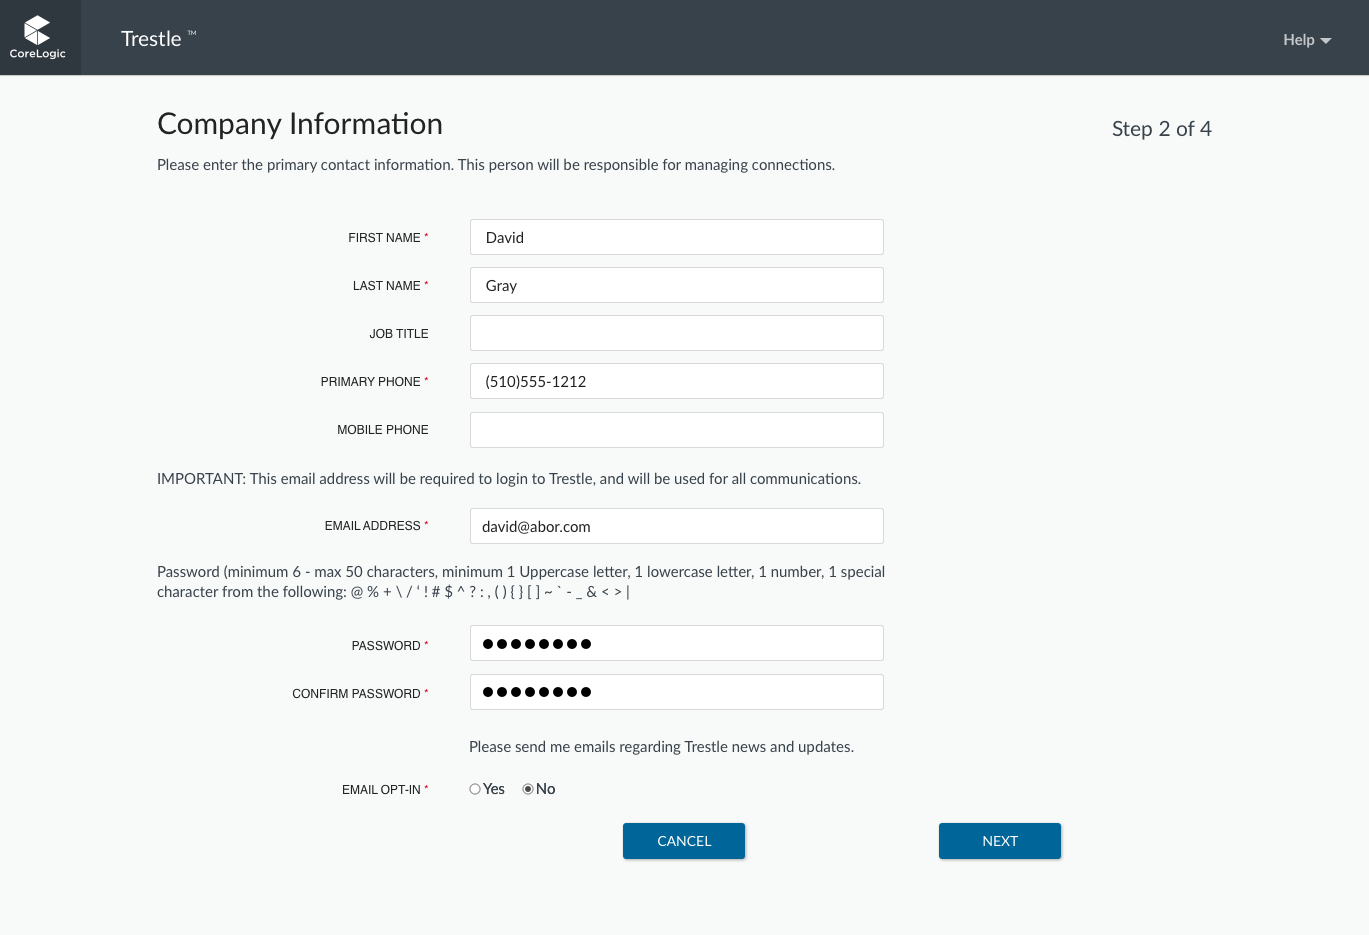 CoreLogic
Trestle ™
Help
Company Information
Step 2 of 4
Please enter the primary contact information. This person will be responsible for managing connections.
FIRST NAME * David
LAST NAME * Gray
JOB TITLE
PRIMARY PHONE * (510)555-1212
MOBILE PHONE
IMPORTANT: This email address will be required to login to Trestle, and will be used for all communications.
EMAIL ADDRESS * david@abor.com
Password (minimum 6 - max 50 characters, minimum 1 Uppercase letter, 1 lowercase letter, 1 number, 1 special
character from the following: @ % + \ / ‘ ! # $ ^ ? : , ( ) { } [ ] ~ ` - _ & < > |
PASSWORD * ●●●●●●●●
CONFIRM PASSWORD * ●●●●●●●●
Please send me emails regarding Trestle news and updates.
EMAIL OPT-IN * Yes No
CANCEL NEXT